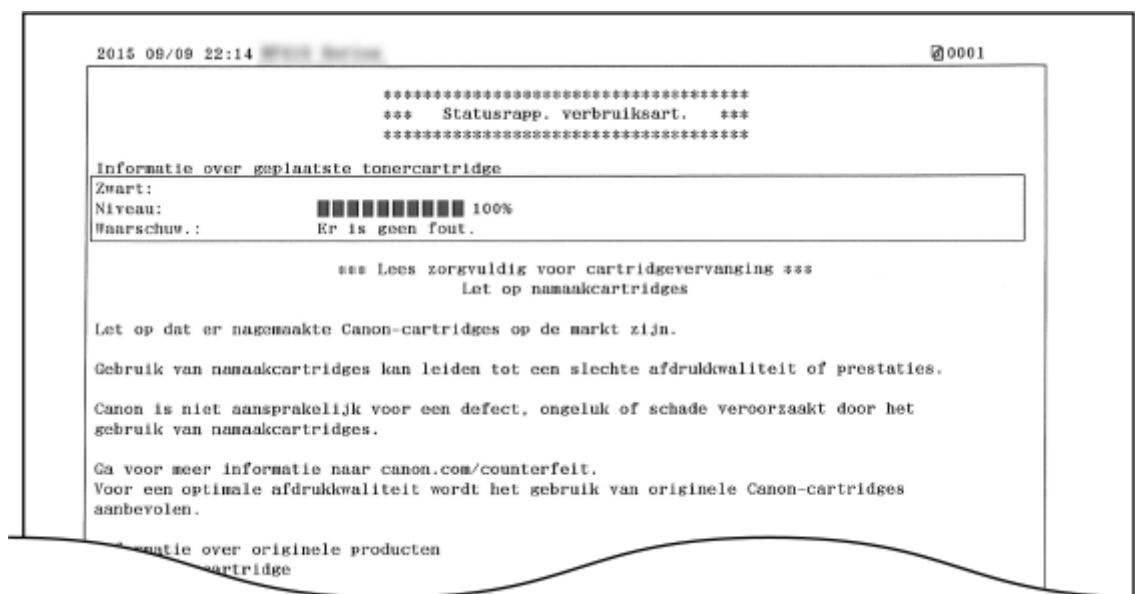 2015 09/09 22:14 0001
*************************************
*** Statusrapp. verbruiksart. ***
*************************************
Informatie over geplaatste tonercartridge
Zwart:
Niveau: 100%
Waarschuw.: Er is geen fout.
*** Lees zorgvuldig voor cartridgevervanging ***
Let op namaakcartridges
Let op dat er nagemaakte Canon-cartridges op de markt zijn.
Gebruik van namaakcartridges kan leiden tot een slechte afdrukkwaliteit of prestaties.
Canon is niet aansprakelijk voor een defect, ongeluk of schade veroorzaakt door het
gebruik van namaakcartridges.
Ga voor meer informatie naar canon.com/counterfeit.
Voor een optimale afdrukkwaliteit wordt het gebruik van originele Canon-cartridges
aanbevolen.
over originele producten